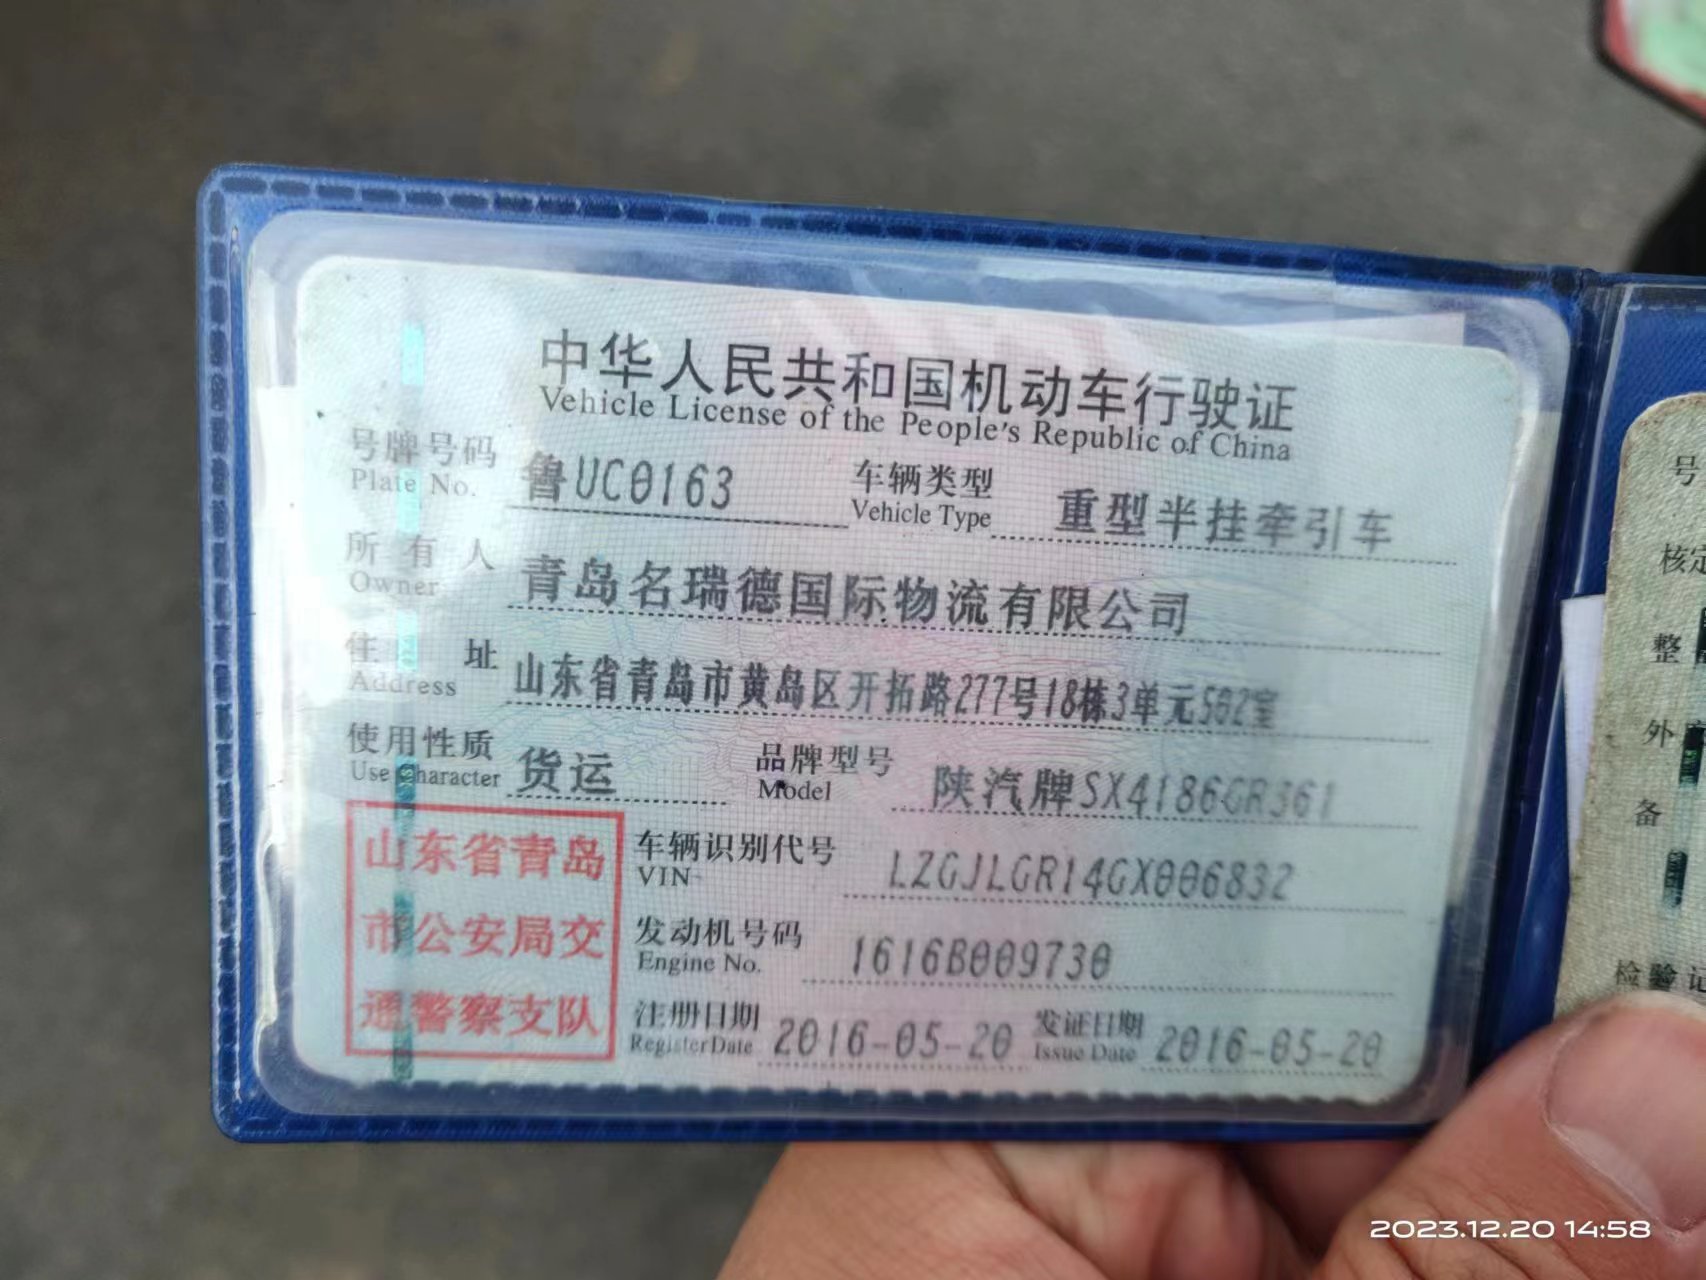 中华人民共和国机动车行驶证
Vehicle License of the People's Republic of China
号牌号码 鲁UC0163 车辆类型 重型半挂牵引车
Plate No. Vehicle Type
所有人 青岛名瑞德国际物流有限公司
Owner
住址 山东省青岛市黄岛区开拓路277号18栋3单元502室
Address
使用性质 货运 品牌型号 陕汽牌SX4186GR361
Use Character Model
山东省青岛
市公安局交
通警察支队
车辆识别代号 LZGJLGR14GX006832
VIN
发动机号码 1616B009730
Engine No.
注册日期 2016-05-20 发证日期 2016-05-20
Register Date Issue Date
号
核定
整
外
备
检验记
2023.12.20 14:58